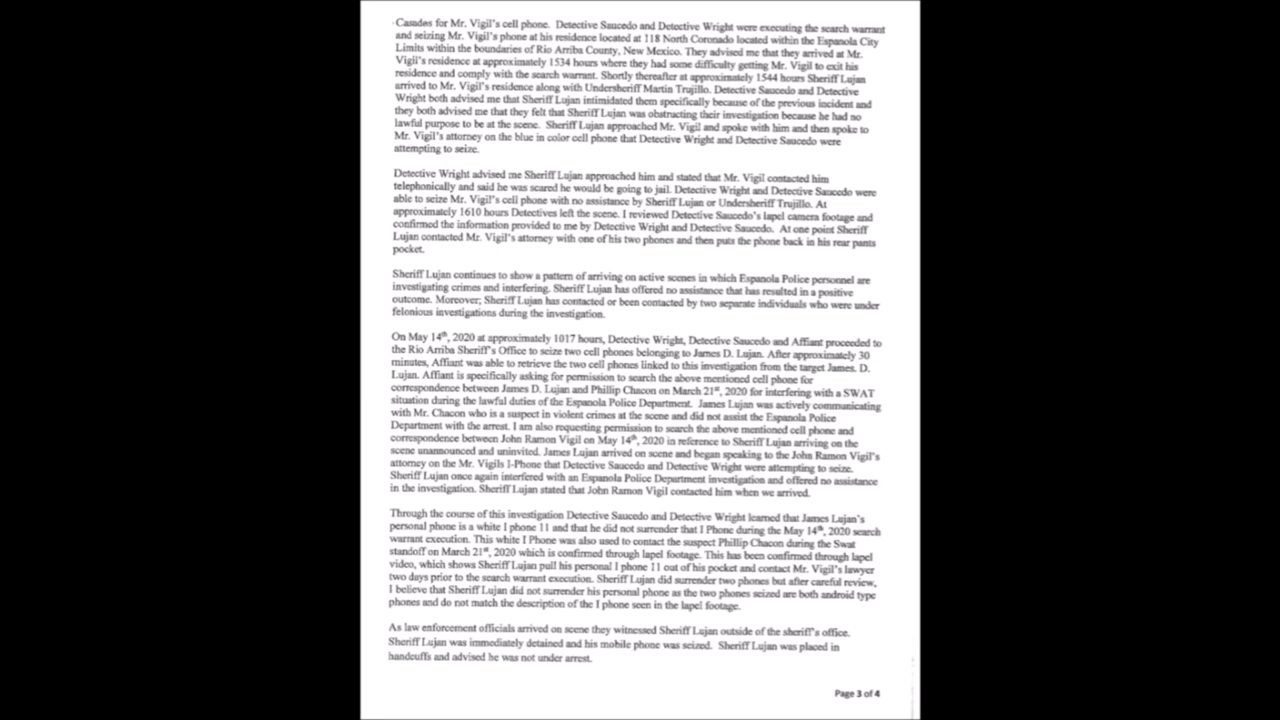 Casades for Mr. Vigil's cell phone. Detective Saucedo and Detective Wright were executing the search warrant
and seizing Mr. Vigil's phone at his residence located at 118 North Coronado located within the Espanola City
Limits within the boundaries of Rio Arriba County, New Mexico. They advised me that they arrived at Mr.
Vigil's residence at approximately 1534 hours where they had some difficulty getting Mr. Vigil to exit his
residence and comply with the search warrant. Shortly thereafter at approximately 1544 hours Sheriff Lujan
arrived to Mr. Vigil's residence along with Undersheriff Martin Trujillo. Detective Saucedo and Detective
Wright both advised me that Sheriff Lujan intimidated them specifically because of the previous incident and
they both advised me that they felt that Sheriff Lujan was obstructing their investigation because he had no
lawful purpose to be at the scene. Sheriff Lujan approached Mr. Vigil and spoke with him and then spoke to
Mr. Vigil's attorney on the blue in color cell phone that Detective Wright and Detective Saucedo were
attempting to seize.
Detective Wright advised me Sheriff Lujan approached him and stated that Mr. Vigil contacted him
telephonically and said he was scared he would be going to jail. Detective Wright and Detective Saucedo were
able to seize Mr. Vigil's cell phone with no assistance by Sheriff Lujan or Undersheriff Trujillo. At
approximately 1610 hours Detectives left the scene. I reviewed Detective Saucedo's lapel camera footage and
confirmed the information provided to me by Detective Wright and Detective Saucedo. At one point Sheriff
Lujan contacted Mr. Vigil's attorney with one of his two phones and then puts the phone back in his rear pants
pocket.
Sheriff Lujan continues to show a pattern of arriving on active scenes in which Espanola Police personnel are
investigating crimes and interfering. Sheriff Lujan has offered no assistance that has resulted in a positive
outcome. Moreover; Sheriff Lujan has contacted or been contacted by two separate individuals who were under
felonious investigations during the investigation.
On May 14th, 2020 at approximately 1017 hours, Detective Wright, Detective Saucedo and Affiant proceeded to
the Rio Arriba Sheriff's Office to seize two cell phones belonging to James D. Lujan. After approximately 30
minutes, Affiant was able to retrieve the two cell phones linked to this investigation from the target James. D.
Lujan. Affiant is specifically asking for permission to search the above mentioned cell phone for
correspondence between James D. Lujan and Phillip Chacon on March 21st, 2020 for interfering with a SWAT
situation during the lawful duties of the Espanola Police Department. James Lujan was actively communicating
with Mr. Chacon who is a suspect in violent crimes at the scene and did not assist the Espanola Police
Department with the arrest. I am also requesting permission to search the above mentioned cell phone and
correspondence between John Ramon Vigil on May 14th, 2020 in reference to Sheriff Lujan arriving on the
scene unannounced and uninvited. James Lujan arrived on scene and began speaking to the John Ramon Vigil's
attorney on the Mr. Vigils I-Phone that Detective Saucedo and Detective Wright were attempting to seize.
Sheriff Lujan once again interfered with an Espanola Police Department investigation and offered no assistance
in the investigation. Sheriff Lujan stated that John Ramon Vigil contacted him when we arrived.
Through the course of this investigation Detective Saucedo and Detective Wright learned that James Lujan's
personal phone is a white I phone 11 and that he did not surrender that I Phone during the May 14th, 2020 search
warrant execution. This white I Phone was also used to contact the suspect Phillip Chacon during the Swat
standoff on March 21st, 2020 which is confirmed through lapel footage. This has been confirmed through lapel
video, which shows Sheriff Lujan pull his personal I phone 11 out of his pocket and contact Mr. Vigil's lawyer
two days prior to the search warrant execution. Sheriff Lujan did surrender two phones but after careful review,
I believe that Sheriff Lujan did not surrender his personal phone as the two phones seized are both android type
phones and do not match the description of the I phone seen in the lapel footage.
As law enforcement officials arrived on scene they witnessed Sheriff Lujan outside of the sheriff's office.
Sheriff Lujan was immediately detained and his mobile phone was seized. Sheriff Lujan was placed in
handcuffs and advised he was not under arrest.
Page 3 of 4